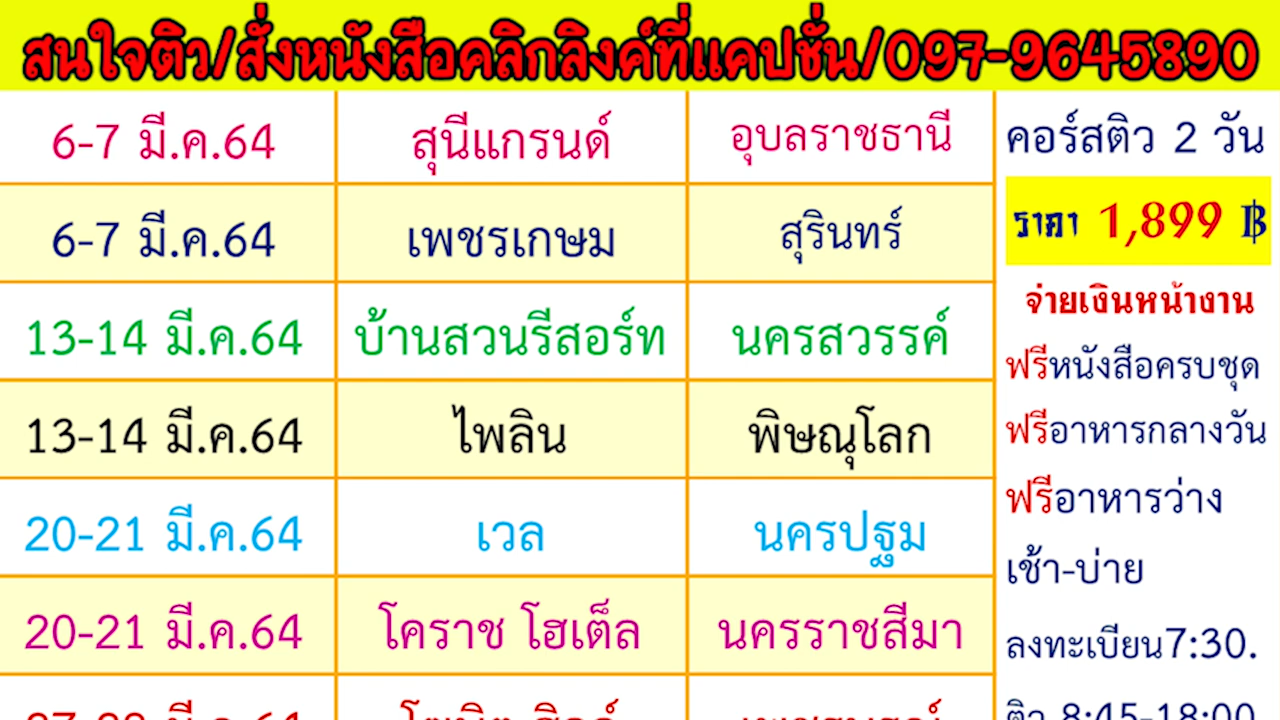 สนใจติว/สั่งหนังสือคลิกลิงค์ที่แคปชั่น/097-9645890
6-7 มี.ค.64 สุนีแกรนด์ อุบลราชธานี
6-7 มี.ค.64 เพชรเกษม สุรินทร์
13-14 มี.ค.64 บ้านสวนรีสอร์ท นครสวรรค์
13-14 มี.ค.64 ไพลิน พิษณุโลก
20-21 มี.ค.64 เวล นครปฐม
20-21 มี.ค.64 โคราช โฮเต็ล นครราชสีมา
คอร์สติว 2 วัน
ราคา 1,899 ฿
จ่ายเงินหน้างาน
ฟรีหนังสือครบชุด
ฟรีอาหารกลางวัน
ฟรีอาหารว่าง
เช้า-บ่าย
ลงทะเบียน7:30.
ติว 8:45-18:00